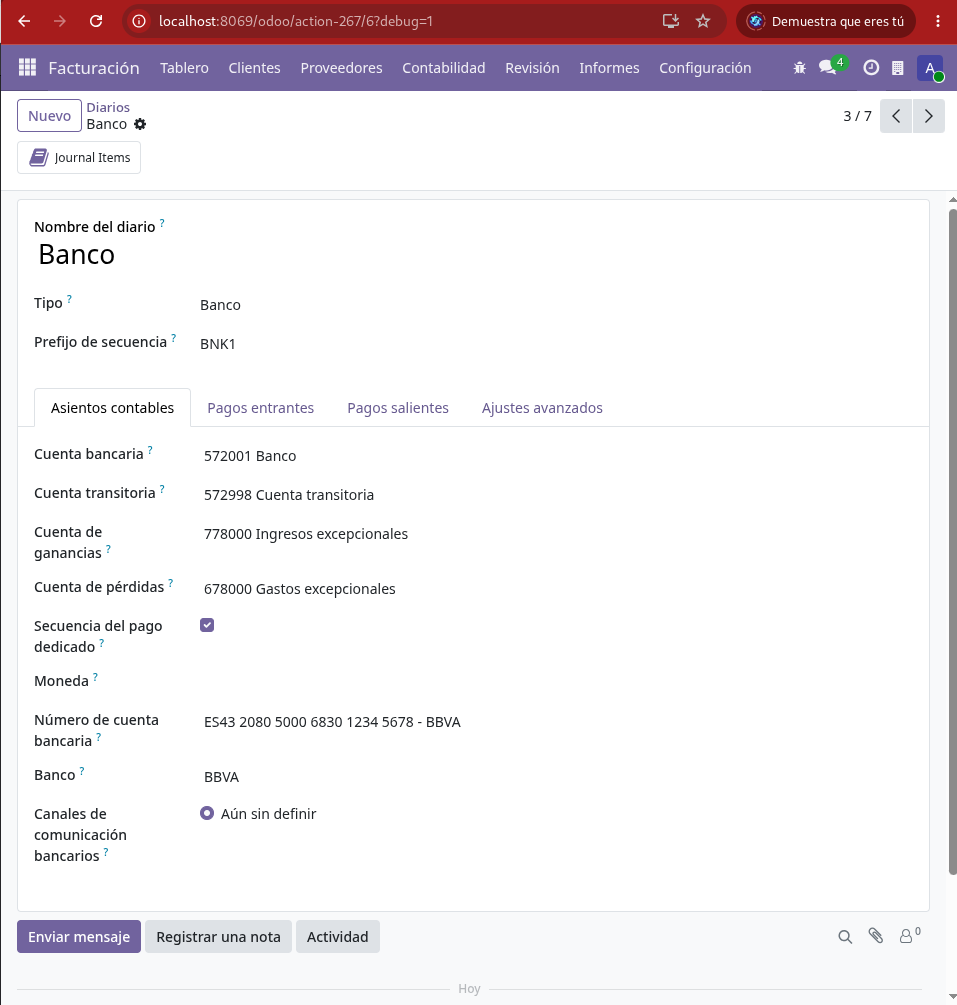 localhost:8069/odoo/action-267/6?debug=1
Demuestra que eres tú
Facturación Tablero Clientes Proveedores Contabilidad Revisión Informes Configuración 4 A
Nuevo Diarios
Banco
3 / 7
Journal Items
Nombre del diario ?
Banco
Tipo ? Banco
Prefijo de secuencia ? BNK1
Asientos contables Pagos entrantes Pagos salientes Ajustes avanzados
Cuenta bancaria ? 572001 Banco
Cuenta transitoria ? 572998 Cuenta transitoria
Cuenta de
ganancias ? 778000 Ingresos excepcionales
Cuenta de pérdidas ? 678000 Gastos excepcionales
Secuencia del pago
dedicado ?
Moneda ?
Número de cuenta
bancaria ? ES43 2080 5000 6830 1234 5678 - BBVA
Banco ? BBVA
Canales de
comunicación
bancarios ? Aún sin definir
Enviar mensaje Registrar una nota Actividad 0
Hoy